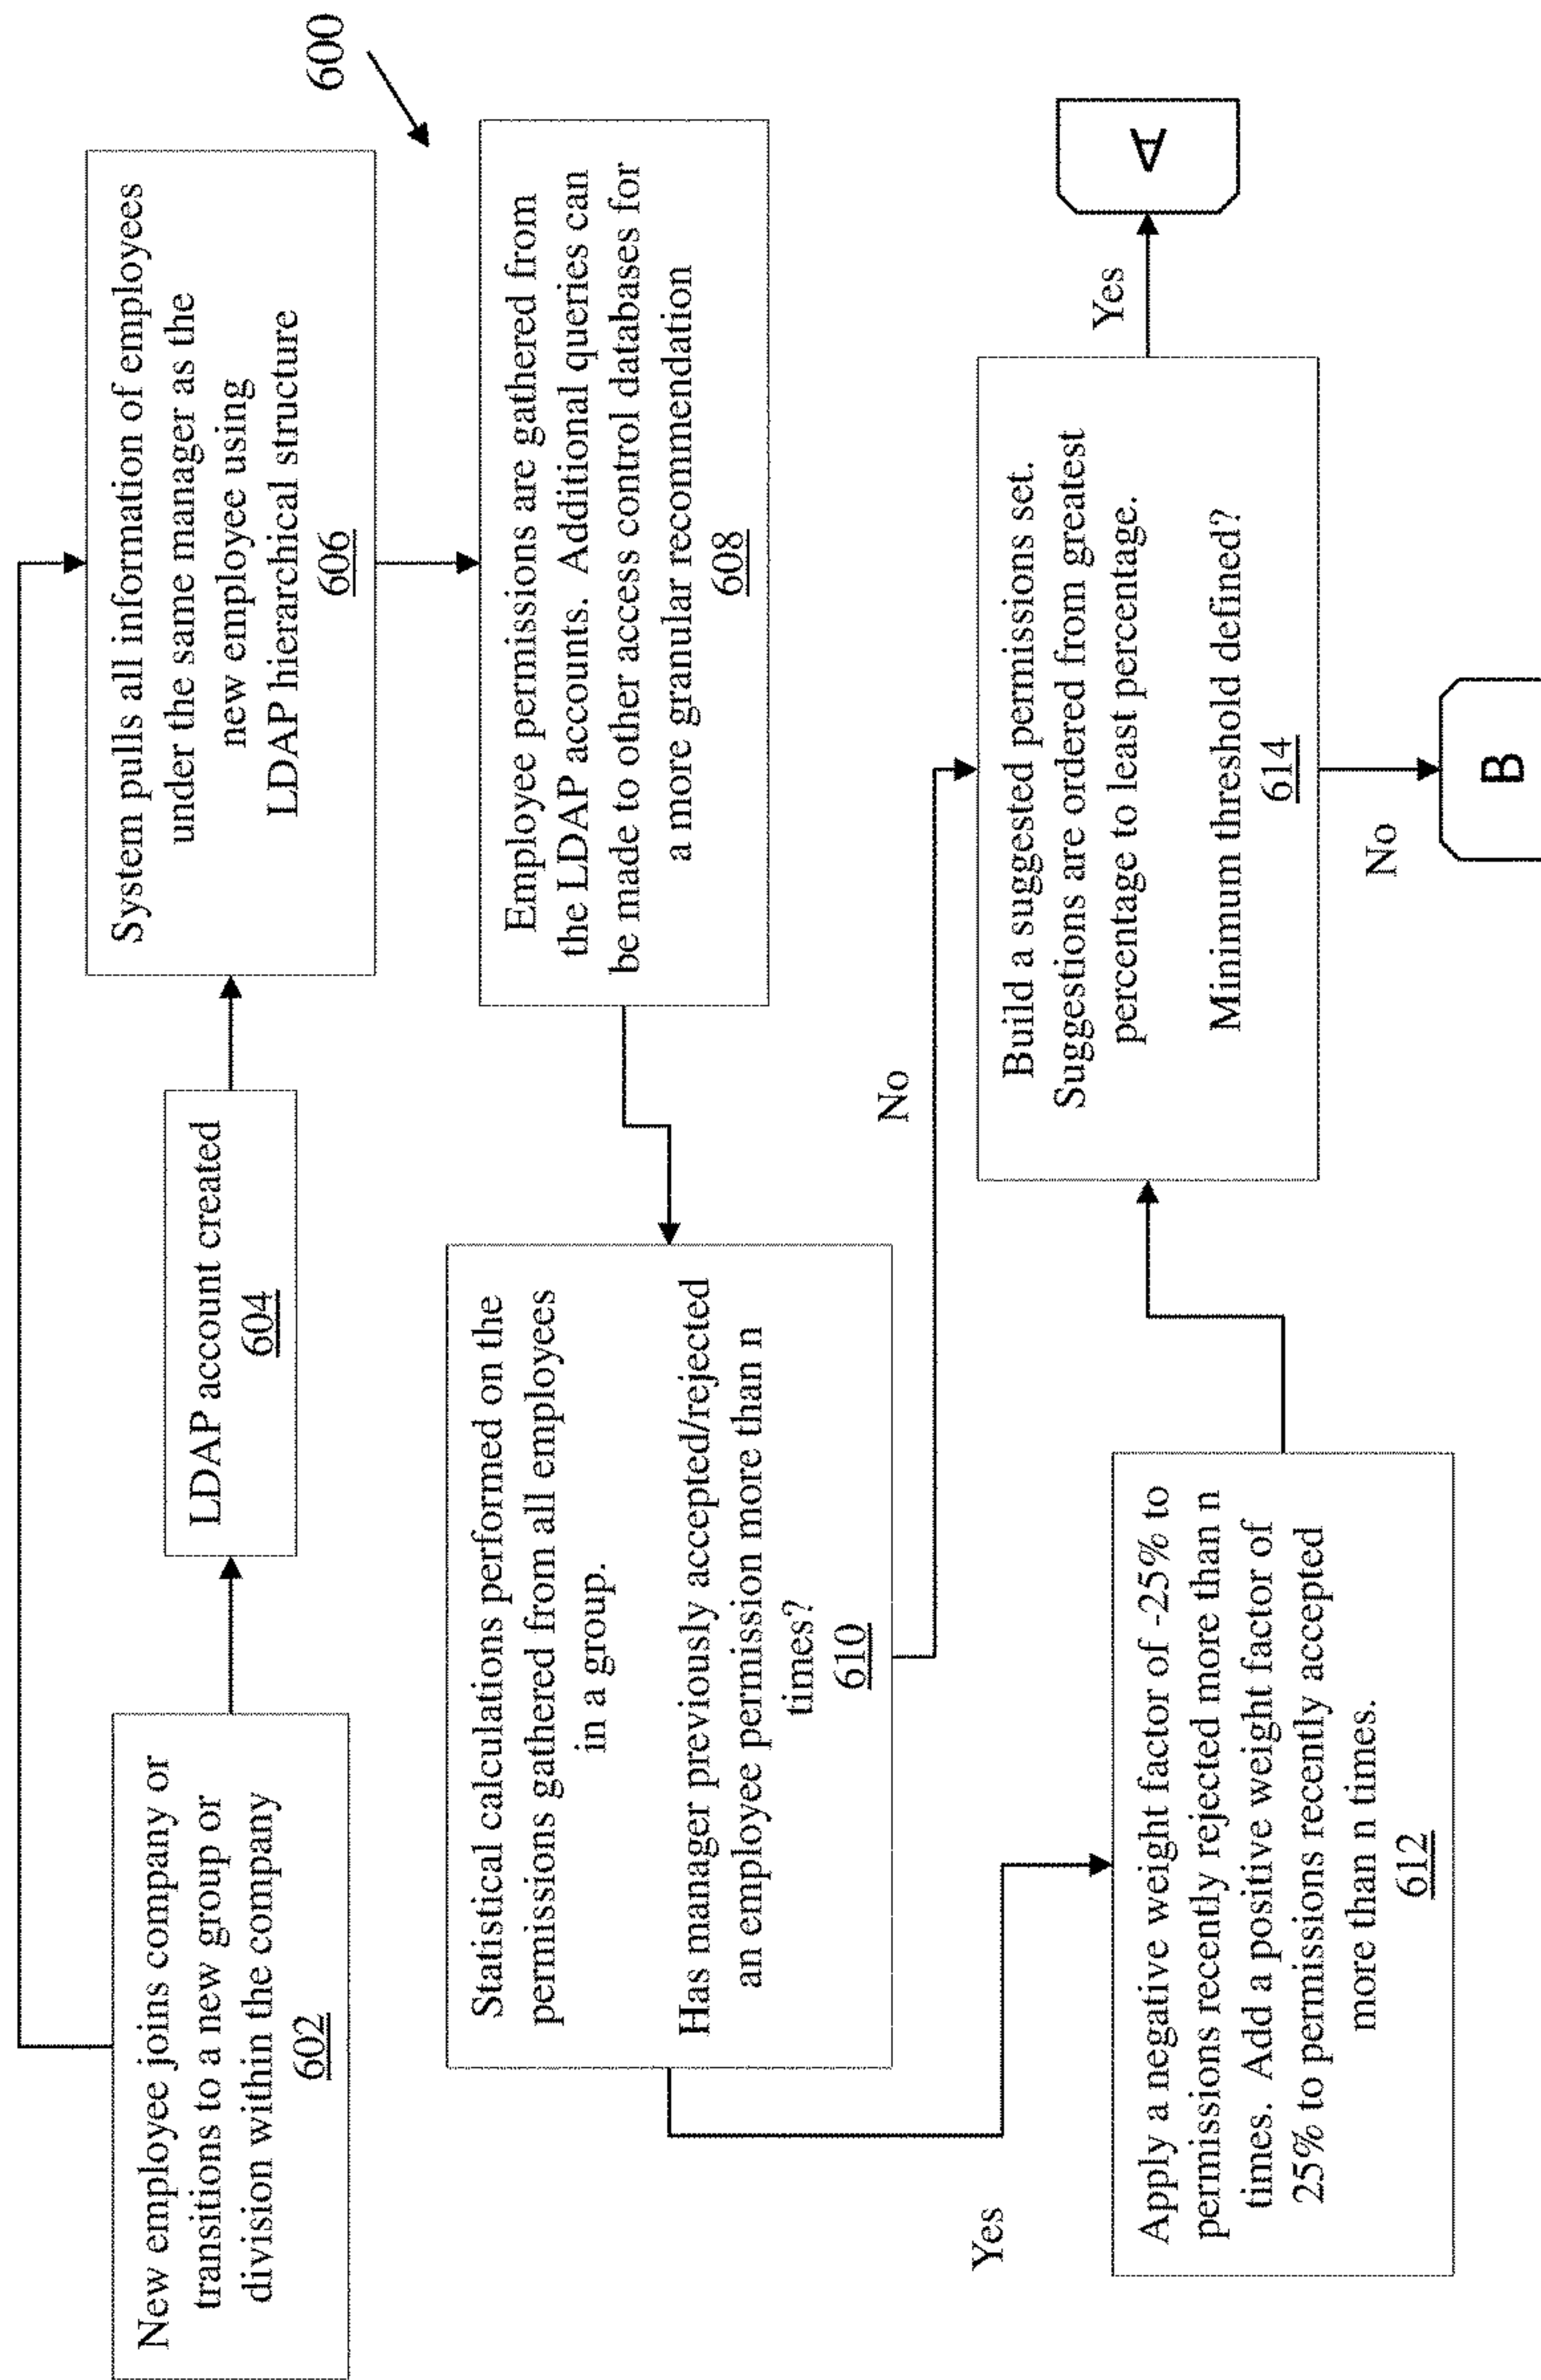 600
New employee joins company or
transitions to a new group or
division within the company
602
LDAP account created
604
System pulls all information of employees
under the same manager as the
new employee using
LDAP hierarchical structure
606
Employee permissions are gathered from
the LDAP accounts. Additional queries can
be made to other access control databases for
a more granular recommendation
608
Statistical calculations performed on the
permissions gathered from all employees
in a group.
Has manager previously accepted/rejected
an employee permission more than n
times?
610
No
Yes
Apply a negative weight factor of -25% to
permissions recently rejected more than n
times. Add a positive weight factor of
25% to permissions recently accepted
more than n times.
612
Build a suggested permissions set.
Suggestions are ordered from greatest
percentage to least percentage.
Minimum threshold defined?
614
Yes
A
No
B